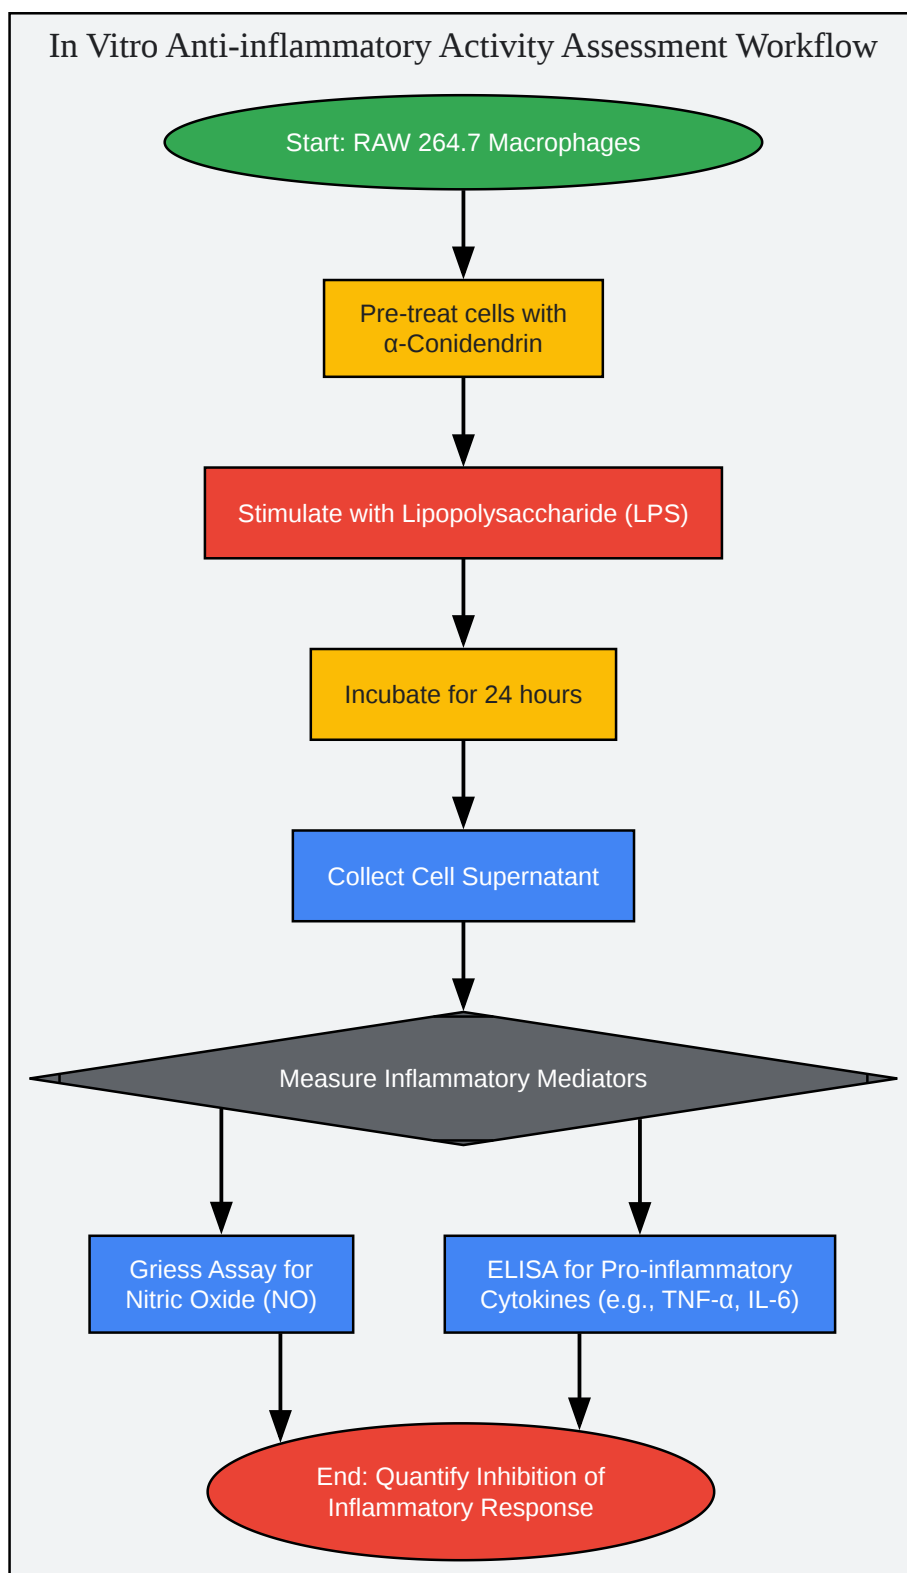 In Vitro Anti-inflammatory Activity Assessment Workflow
Start: RAW 264.7 Macrophages
Pre-treat cells with
α-Conidendrin
Stimulate with Lipopolysaccharide (LPS)
Incubate for 24 hours
Collect Cell Supernatant
Measure Inflammatory Mediators
Griess Assay for
Nitric Oxide (NO)
ELISA for Pro-inflammatory
Cytokines (e.g., TNF-α, IL-6)
End: Quantify Inhibition of
Inflammatory Response